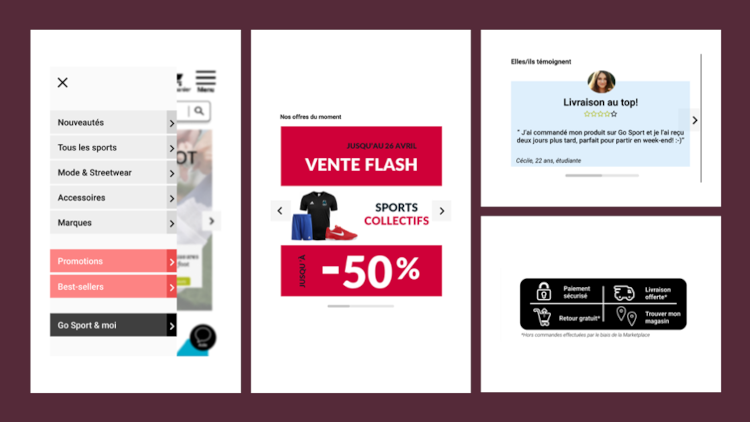 Menu
Nouveautés
Tous les sports
Mode & Streetwear
Accessoires
Marques
Promotions
Best-sellers
Go Sport & moi
Nos offres du moment
JUSQU'AU 26 AVRIL
VENTE FLASH
SPORTS
COLLECTIFS
JUSQU'À
-50%
Elles/ils témoignent
Livraison au top!
" J'ai commandé mon produit sur Go Sport et je l'ai reçu
deux jours plus tard, parfait pour partir en week-end! :-)"
Cécile, 22 ans, étudiante
Paiement
sécurisé
Livraison
offerte*
Retour gratuit*
Trouver mon
magasin
*Hors commandes effectuées par le biais de la Marketplace